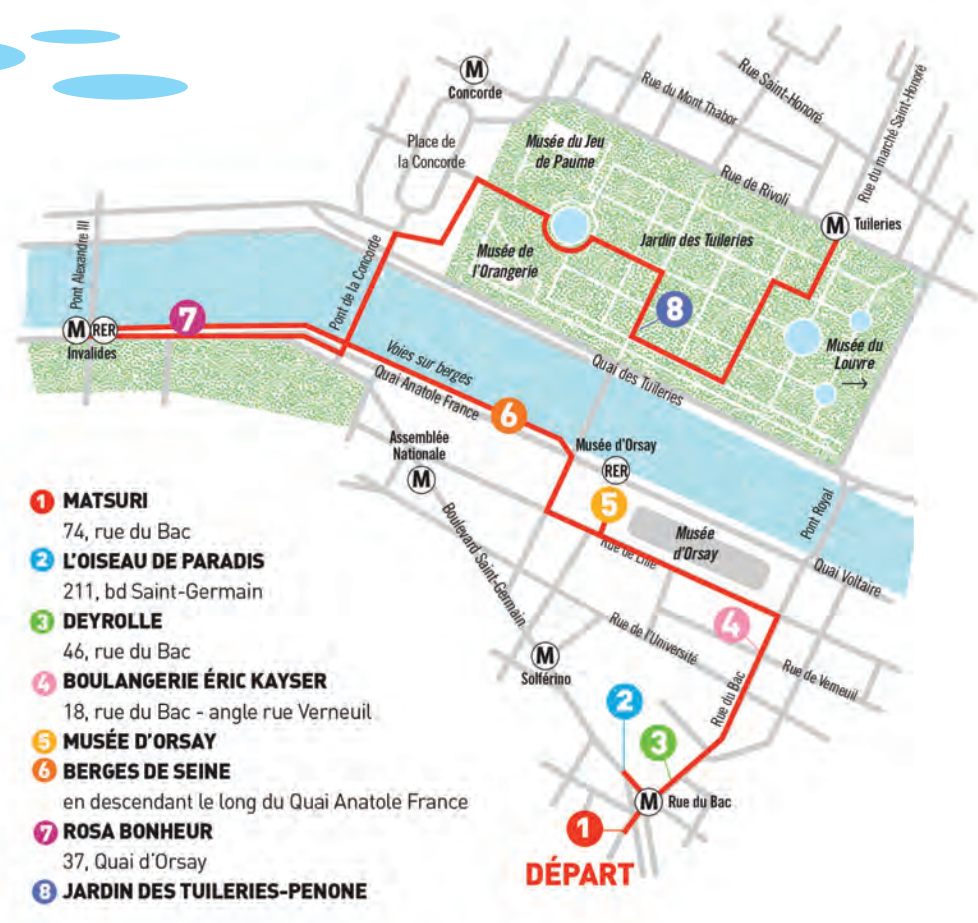 M
Concorde
Rue du Mont Thabor
Rue Saint-Honoré
Rue du marché Saint-Honoré
Place de
la Concorde
Musée du Jeu
de Paume
Rue de Rivoli
M Tuileries
Pont Alexandre III
Pont de la Concorde
Musée de
l'Orangerie
Jardin des Tuileries
8
7
M RER
Invalides
Musée du
Louvre
→
Voies sur berges
Quai Anatole France
Quai des Tuileries
6
Assemblée
Nationale
M
Musée d'Orsay
RER
5
Musée
d'Orsay
Pont Royal
Quai Voltaire
Rue de Lille
Boulevard Saint-Germain
Rue de l'Université
4
Rue de Verneuil
M
Solférino
Rue du Bac
2
3
M Rue du Bac
1
DÉPART
1 MATSURI
74, rue du Bac
2 L'OISEAU DE PARADIS
211, bd Saint-Germain
3 DEYROLLE
46, rue du Bac
4 BOULANGERIE ÉRIC KAYSER
18, rue du Bac - angle rue Verneuil
5 MUSÉE D'ORSAY
6 BERGES DE SEINE
en descendant le long du Quai Anatole France
7 ROSA BONHEUR
37, Quai d'Orsay
8 JARDIN DES TUILERIES-PENONE